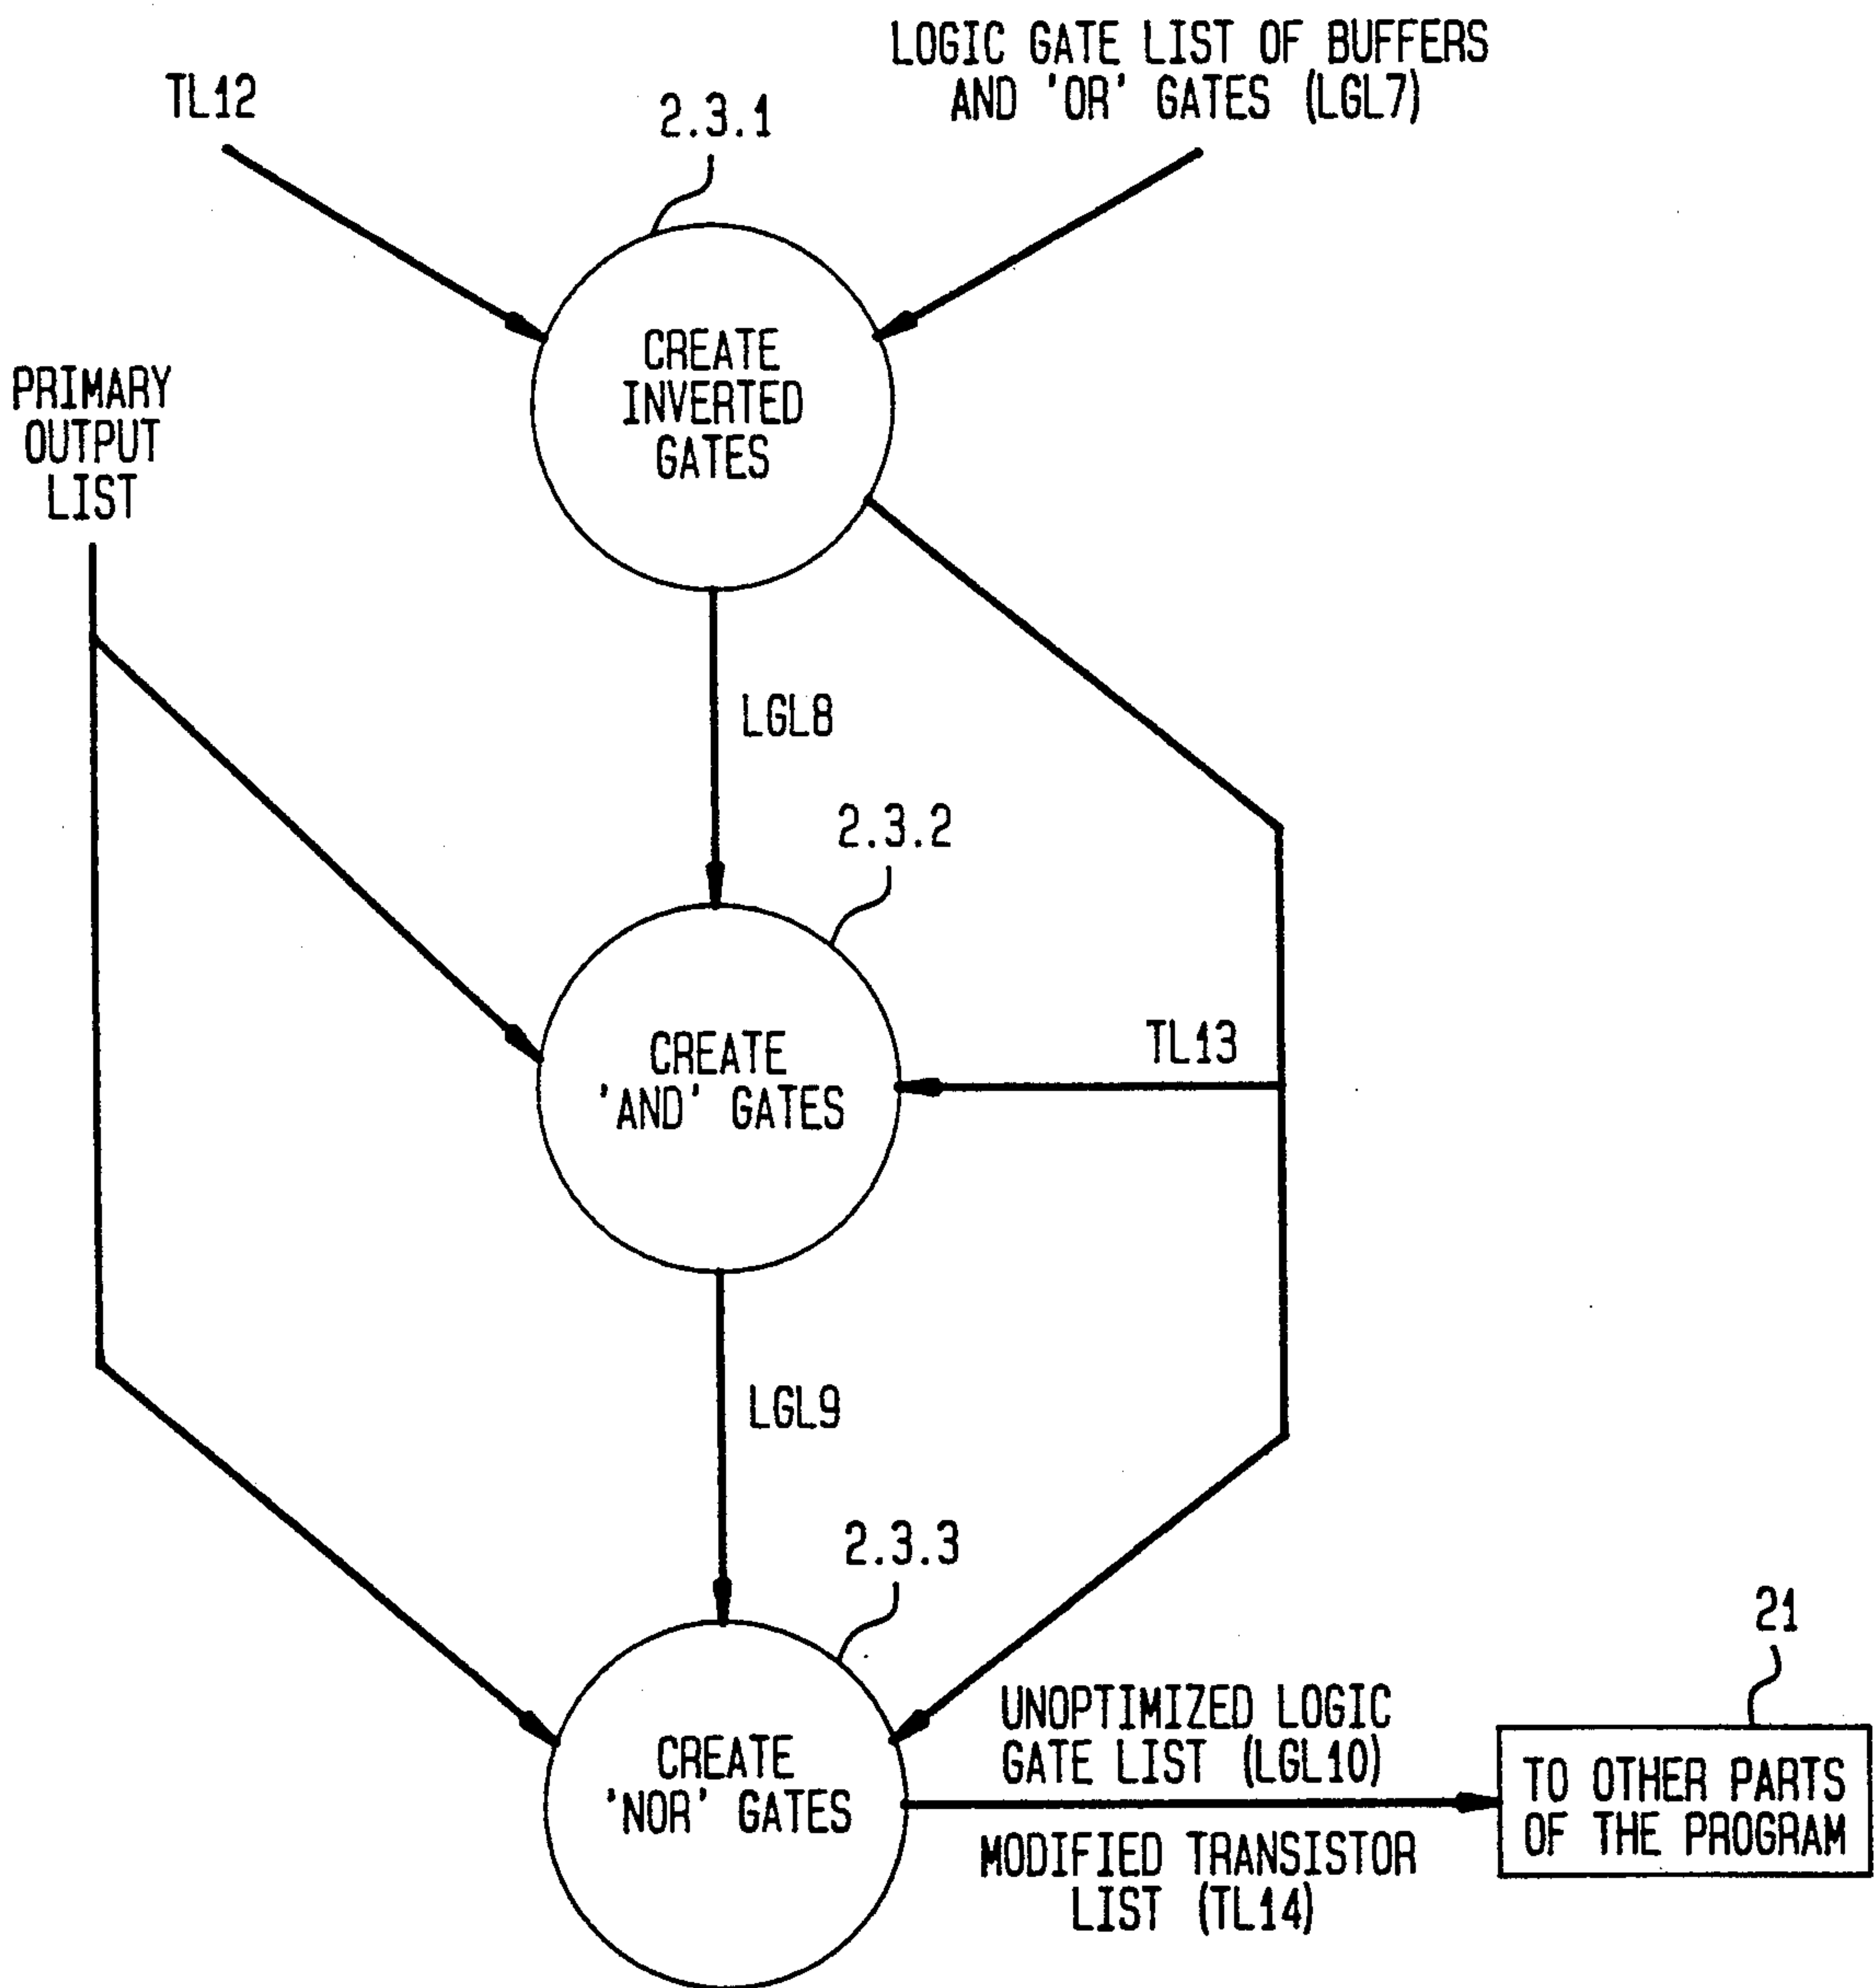 LOGIC GATE LIST OF BUFFERS
AND 'OR' GATES (LGL7)
TL12
2.3.1
CREATE
INVERTED
GATES
PRIMARY
OUTPUT
LIST
LGL8
2.3.2
CREATE
'AND' GATES
TL13
LGL9
2.3.3
CREATE
'NOR' GATES
UNOPTIMIZED LOGIC
GATE LIST (LGL10)
MODIFIED TRANSISTOR
LIST (TL14)
21
TO OTHER PARTS
OF THE PROGRAM